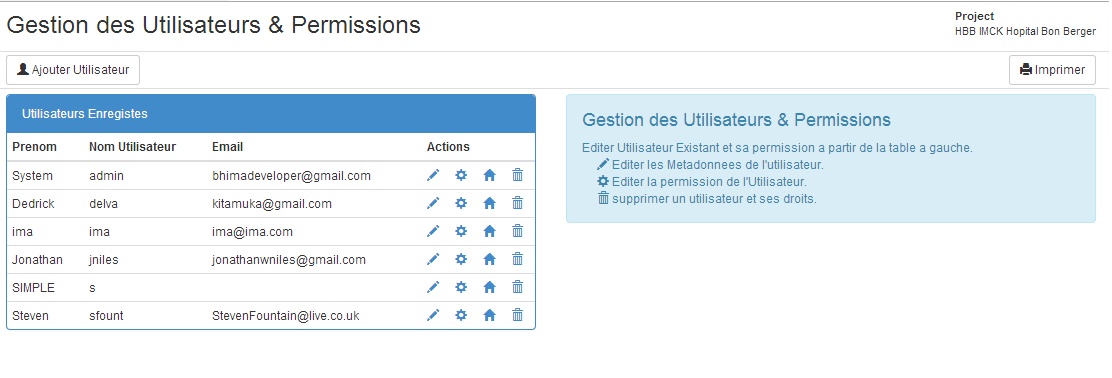 Gestion des Utilisateurs & Permissions
Project
HBB IMCK Hopital Bon Berger
Ajouter Utilisateur
Imprimer
Utilisateurs Enregistes
Prenom Nom Utilisateur Email Actions
System admin bhimadeveloper@gmail.com
Dedrick delva kitamuka@gmail.com
ima ima ima@ima.com
Jonathan jniles jonathanwniles@gmail.com
SIMPLE s
Steven sfount StevenFountain@live.co.uk
Gestion des Utilisateurs & Permissions
Editer Utilisateur Existant et sa permission a partir de la table a gauche.
Editer les Metadonnees de l'utilisateur.
Editer la permission de l'Utilisateur.
supprimer un utilisateur et ses droits.